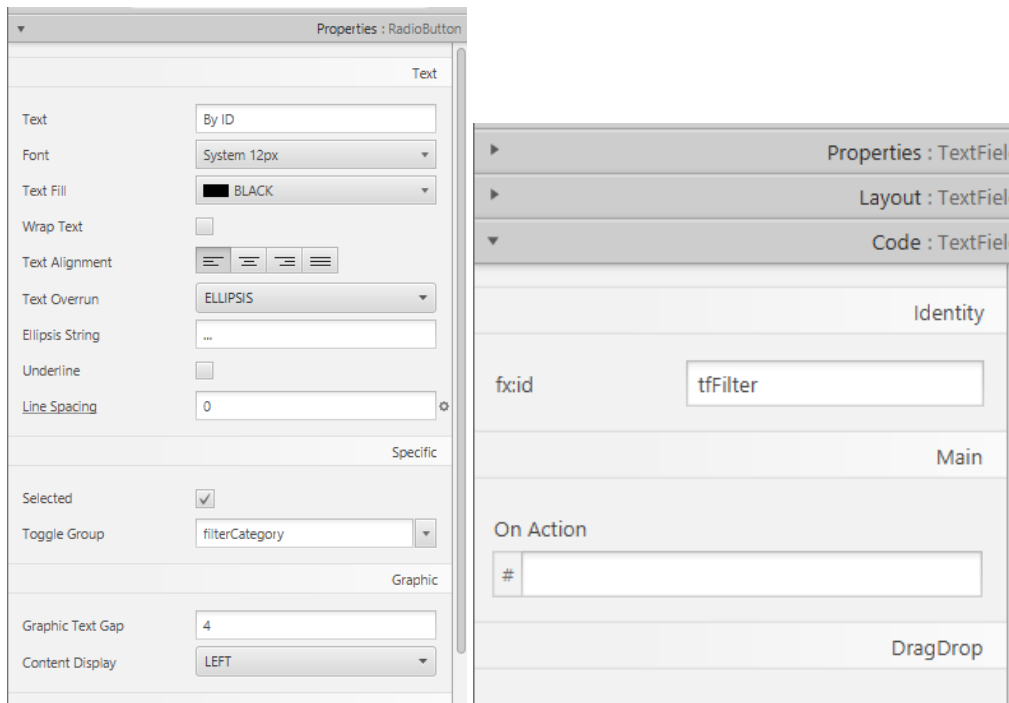 Properties : RadioButton
Text
Text By ID
Font System 12px
Text Fill BLACK
Wrap Text
Text Alignment
Text Overrun ELLIPSIS
Ellipsis String ...
Underline
Line Spacing 0
Specific
Selected
Toggle Group filterCategory
Graphic
Graphic Text Gap 4
Content Display LEFT
Properties : TextFiel
Layout : TextFiel
Code : TextFiel
Identity
fx:id tfFilter
Main
On Action
#
DragDrop